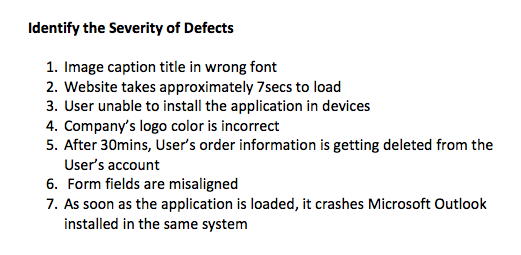 Identify the Severity of Defects
1. Image caption title in wrong font
2. Website takes approximately 7secs to load
3. User unable to install the application in devices
4. Company's logo color is incorrect
5. After 30mins, User's order information is getting deleted from the
User's account
6. Form fields are misaligned
7. As soon as the application is loaded, it crashes Microsoft Outlook
installed in the same system